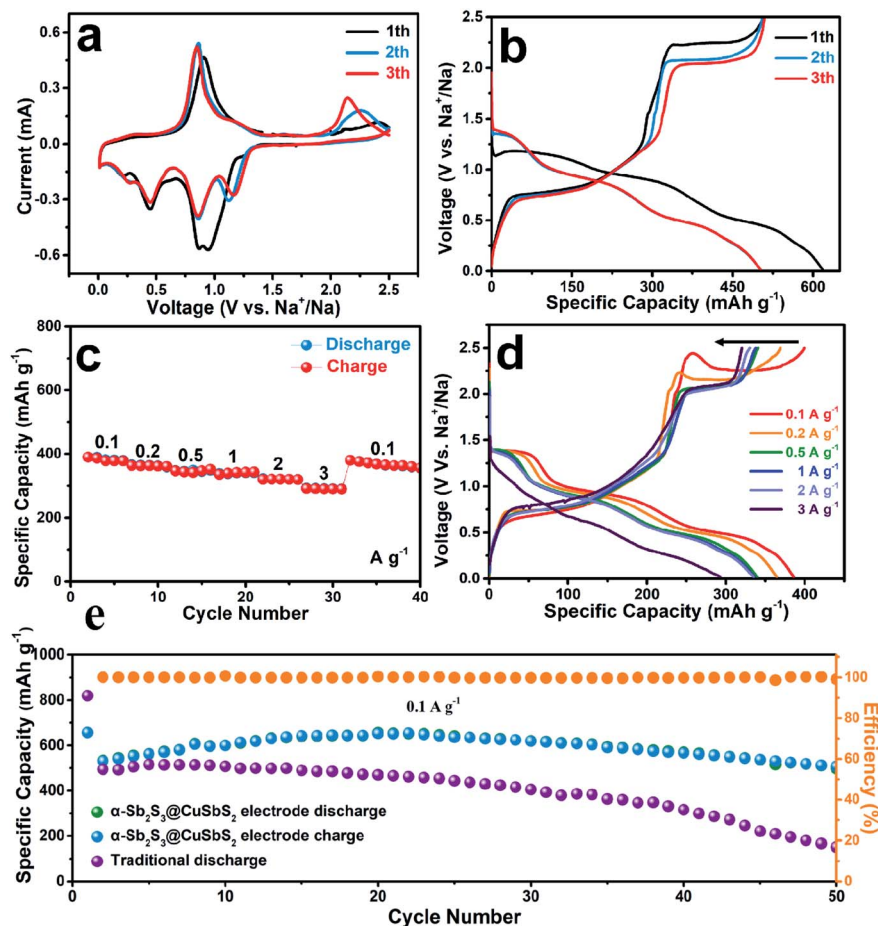 a
1th
2th
3th
0.6
0.3
0.0
-0.3
-0.6
Current (mA)
0.0 0.5 1.0 1.5 2.0 2.5
Voltage (V vs. Na⁺/Na)
b
1th
2th
3th
2.5
2.0
1.5
1.0
0.5
0.0
Voltage (V vs. Na⁺/Na)
0 150 300 450 600
Specific Capacity (mAh g⁻¹)
c
Discharge
Charge
800
600
400
200
0
Specific Capacity (mAh g⁻¹)
0.1 0.2 0.5 1 2 3 0.1
A g⁻¹
0 10 20 30 40
Cycle Number
d
2.5
2.0
1.5
1.0
0.5
0.0
Voltage (V Vs. Na⁺/Na)
0.1 A g⁻¹
0.2 A g⁻¹
0.5 A g⁻¹
1 A g⁻¹
2 A g⁻¹
3 A g⁻¹
0 100 200 300 400
Specific Capacity (mAh g⁻¹)
e
1000
800
600
400
200
0
Specific Capacity (mAh g⁻¹)
0.1 A g⁻¹
α-Sb₂S₃@CuSbS₂ electrode discharge
α-Sb₂S₃@CuSbS₂ electrode charge
Traditional discharge
100
80
60
40
20
0
Efficiency (%)
0 10 20 30 40 50
Cycle Number